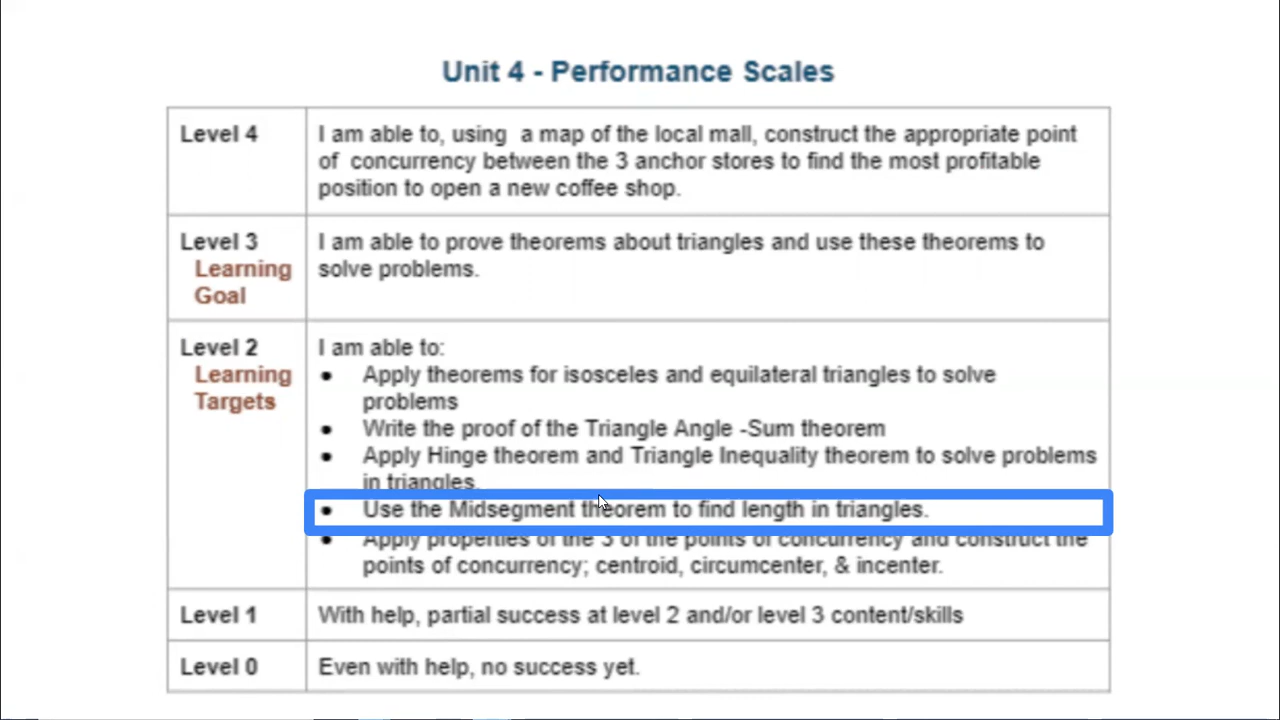 Unit 4 - Performance Scales
Level 4
I am able to, using a map of the local mall, construct the appropriate point
of concurrency between the 3 anchor stores to find the most profitable
position to open a new coffee shop.
Level 3
Learning
Goal
I am able to prove theorems about triangles and use these theorems to
solve problems.
Level 2
Learning
Targets
I am able to:
• Apply theorems for isosceles and equilateral triangles to solve
problems
• Write the proof of the Triangle Angle -Sum theorem
• Apply Hinge theorem and Triangle Inequality theorem to solve problems
in triangles.
• Use the Midsegment theorem to find length in triangles.
• Apply properties of the 3 of the points of concurrency and construct the
points of concurrency; centroid, circumcenter, & incenter.
Level 1
With help, partial success at level 2 and/or level 3 content/skills
Level 0
Even with help, no success yet.